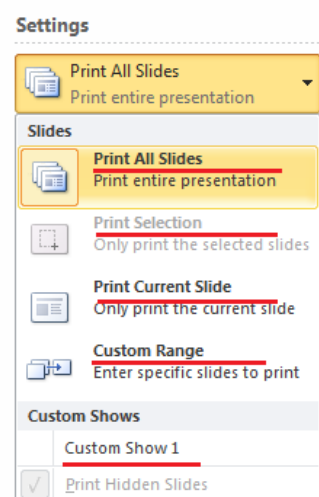 Settings
Print All Slides
Print entire presentation
Slides
Print All Slides
Print entire presentation
Print Selection
Only print the selected slides
Print Current Slide
Only print the current slide
Custom Range
Enter specific slides to print
Custom Shows
Custom Show 1
Print Hidden Slides